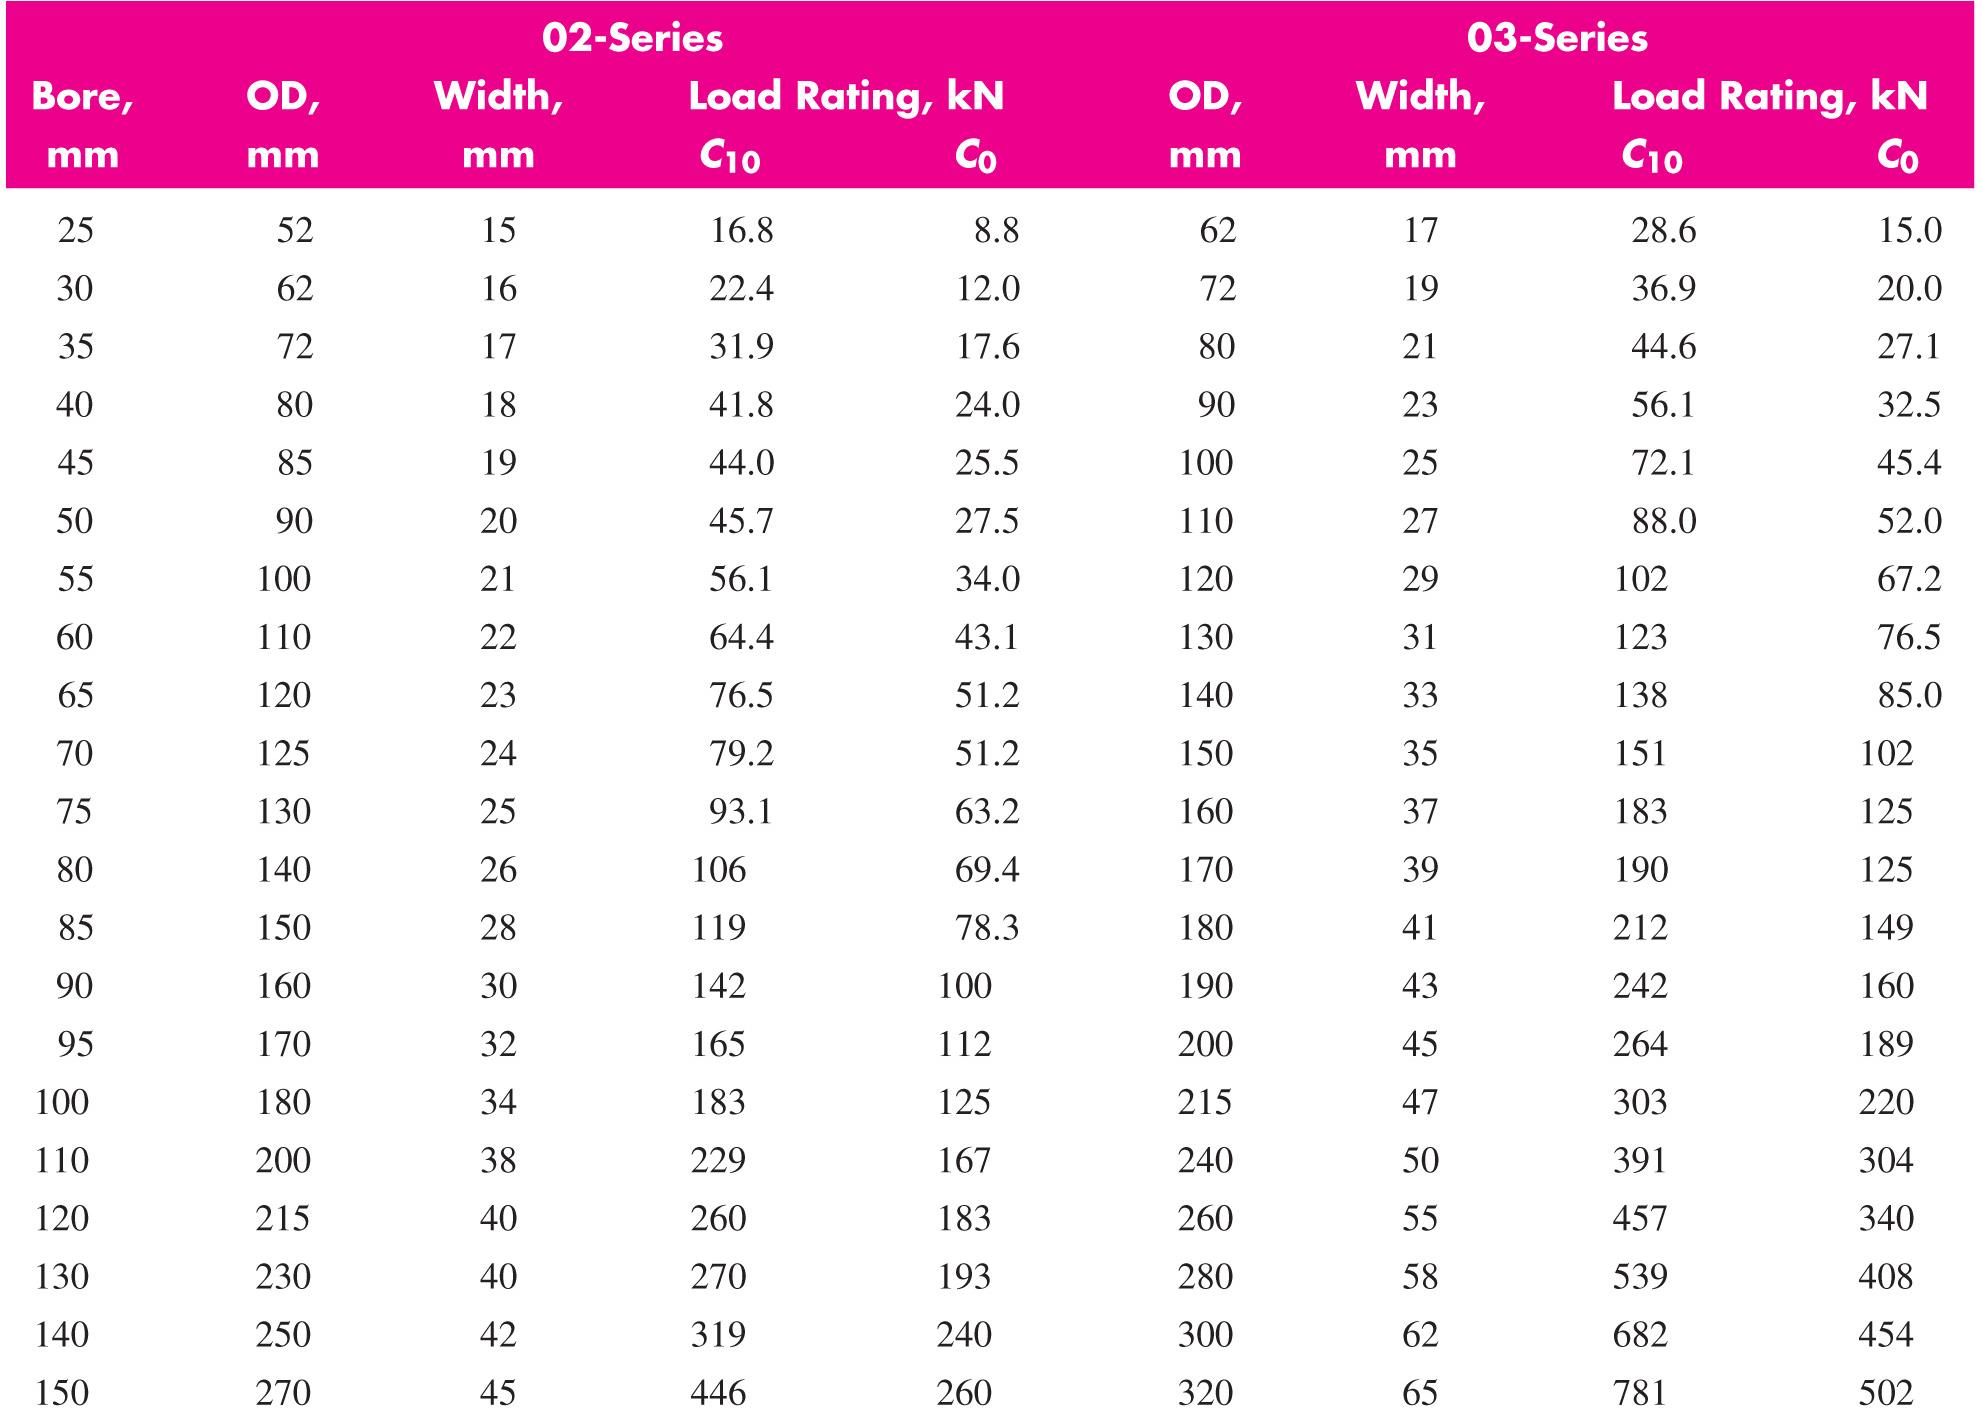 02-Series 03-Series
Bore, OD, Width, Load Rating, kN OD, Width, Load Rating, kN
mm mm mm C10 C0 mm mm C10 C0
25 52 15 16.8 8.8 62 17 28.6 15.0
30 62 16 22.4 12.0 72 19 36.9 20.0
35 72 17 31.9 17.6 80 21 44.6 27.1
40 80 18 41.8 24.0 90 23 56.1 32.5
45 85 19 44.0 25.5 100 25 72.1 45.4
50 90 20 45.7 27.5 110 27 88.0 52.0
55 100 21 56.1 34.0 120 29 102 67.2
60 110 22 64.4 43.1 130 31 123 76.5
65 120 23 76.5 51.2 140 33 138 85.0
70 125 24 79.2 51.2 150 35 151 102
75 130 25 93.1 63.2 160 37 183 125
80 140 26 106 69.4 170 39 190 125
85 150 28 119 78.3 180 41 212 149
90 160 30 142 100 190 43 242 160
95 170 32 165 112 200 45 264 189
100 180 34 183 125 215 47 303 220
110 200 38 229 167 240 50 391 304
120 215 40 260 183 260 55 457 340
130 230 40 270 193 280 58 539 408
140 250 42 319 240 300 62 682 454
150 270 45 446 260 320 65 781 502